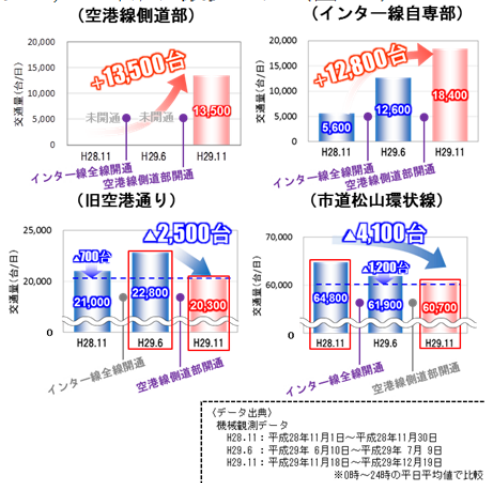 (空港線側道部)
交通量(台/日)
20,000
15,000
10,000
5,000
0
+13,500台
未開通
未開通
13,500
H28.11
H29.6
H29.11
インター線全線開通
空港線側道部開通
(インター線自専部)
交通量(台/日)
20,000
15,000
10,000
5,000
0
+12,800台
5,600
12,600
18,400
H28.11
H29.6
H29.11
インター線全線開通
空港線側道部開通
(旧空港通り)
交通量(台/日)
25,000
20,000
0
▲2,500台
▲700台
21,000
22,800
20,300
H28.11
H29.6
H29.11
インター線全線開通
空港線側道部開通
(市道松山環状線)
交通量(台/日)
70,000
60,000
0
▲4,100台
▲1,200台
64,800
61,900
60,700
H28.11
H29.6
H29.11
インター線全線開通
空港線側道部開通
〈データ出典〉
機械観測データ
H28.11:平成28年11月1日~平成28年11月30日
H29.6 :平成29年 6月10日~平成29年 7月 9日
H29.11:平成29年11月18日~平成29年12月19日
※0時~24時の平日平均値で比較